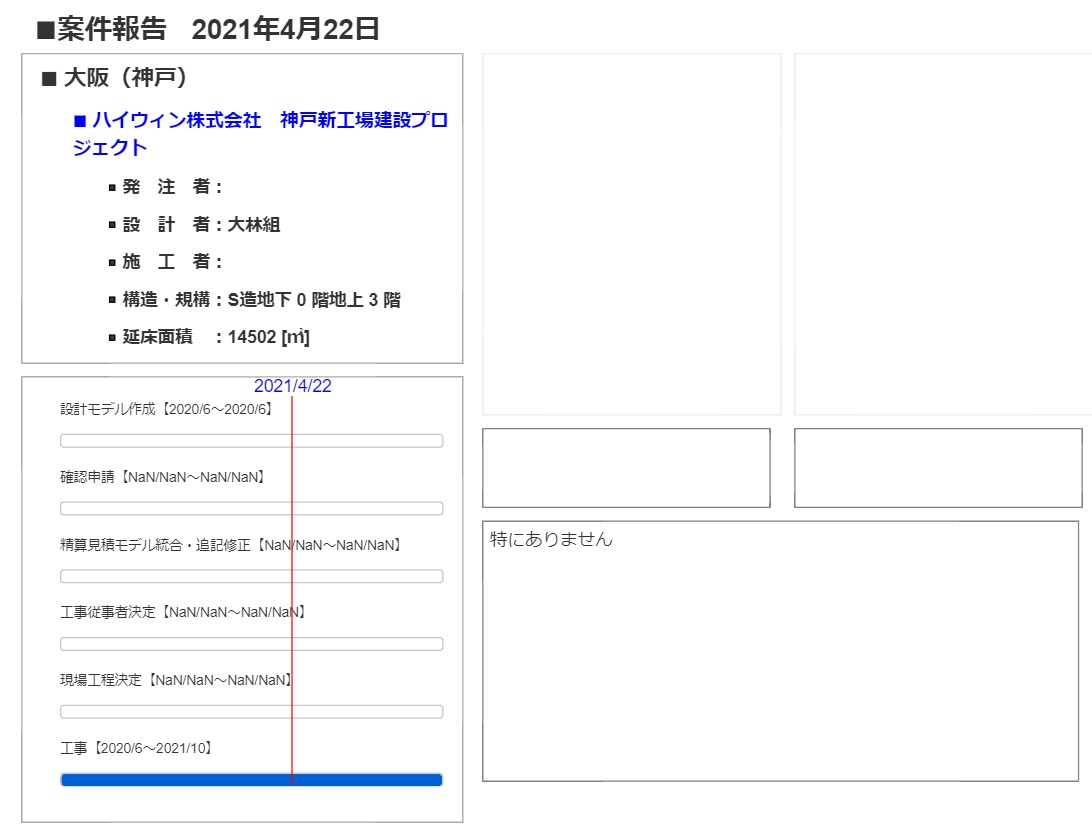 ■案件報告　2021年4月22日
■ 大阪（神戸）
■ ハイウィン株式会社　神戸新工場建設プロ
ジェクト
発　注　者：
設　計　者：大林組
施　工　者：
構造・規構：S造地下 0 階地上 3 階
延床面積　：14502 [㎡]
2021/4/22
設計モデル作成【2020/6～2020/6】
確認申請【NaN/NaN～NaN/NaN】
精算見積モデル統合・追記修正【NaN/NaN～NaN/NaN】
工事従事者決定【NaN/NaN～NaN/NaN】
現場工程決定【NaN/NaN～NaN/NaN】
工事【2020/6～2021/10】
特にありません